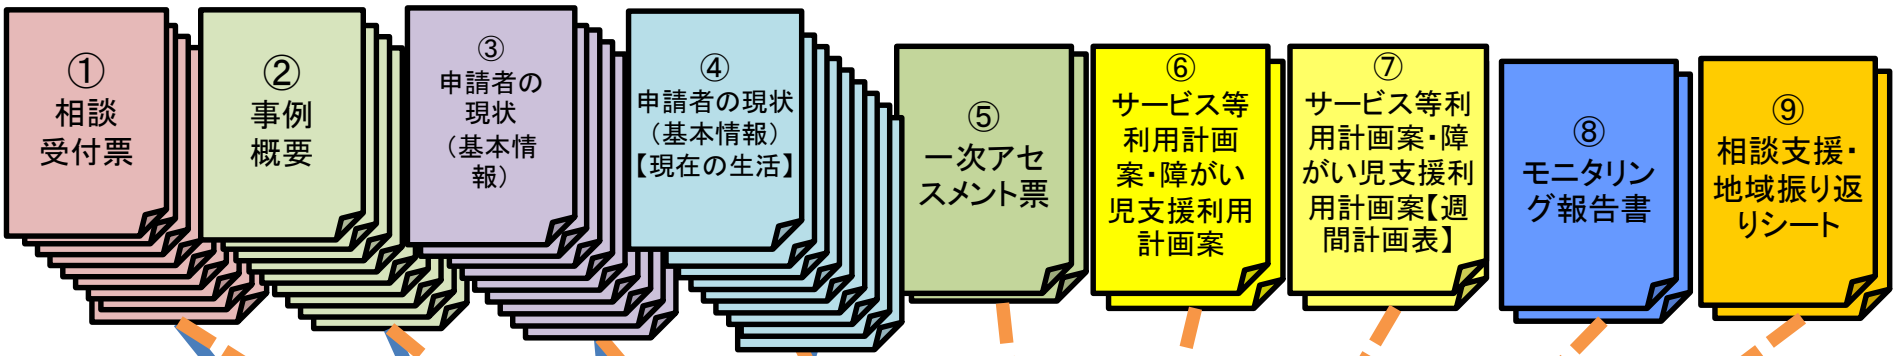 ①
相談
受付票
②
事例
概要
③
申請者の
現状
（基本情
報）
④
申請者の現状
（基本情報）
【現在の生活】
⑤
一次アセ
スメント票
⑥
サービス等
利用計画
案・障がい
児支援利用
計画案
⑦
サービス等利
用計画案・障
がい児支援利
用計画案【週
間計画表】
⑧
モニタリン
グ報告書
⑨
相談支援・
地域振り返
りシート